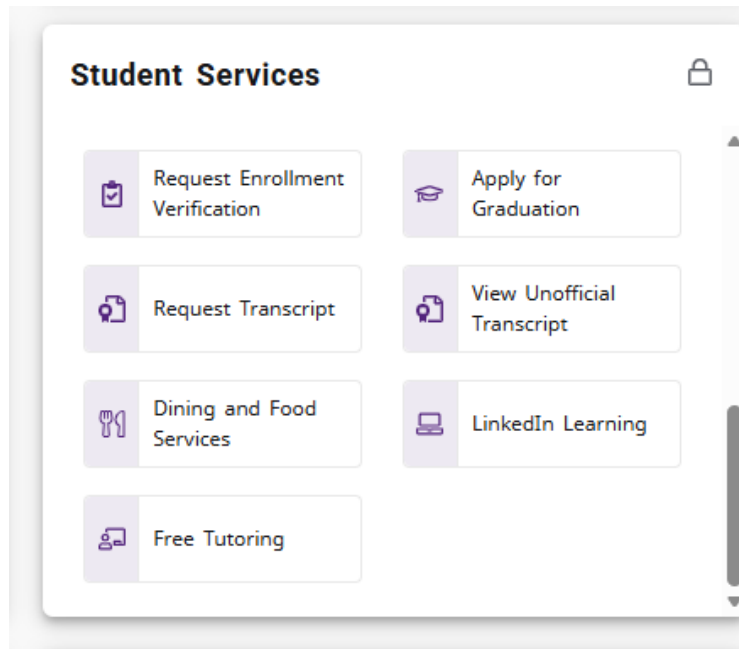 Student Services
Request Enrollment
Verification
Apply for
Graduation
Request Transcript
View Unofficial
Transcript
Dining and Food
Services
LinkedIn Learning
Free Tutoring